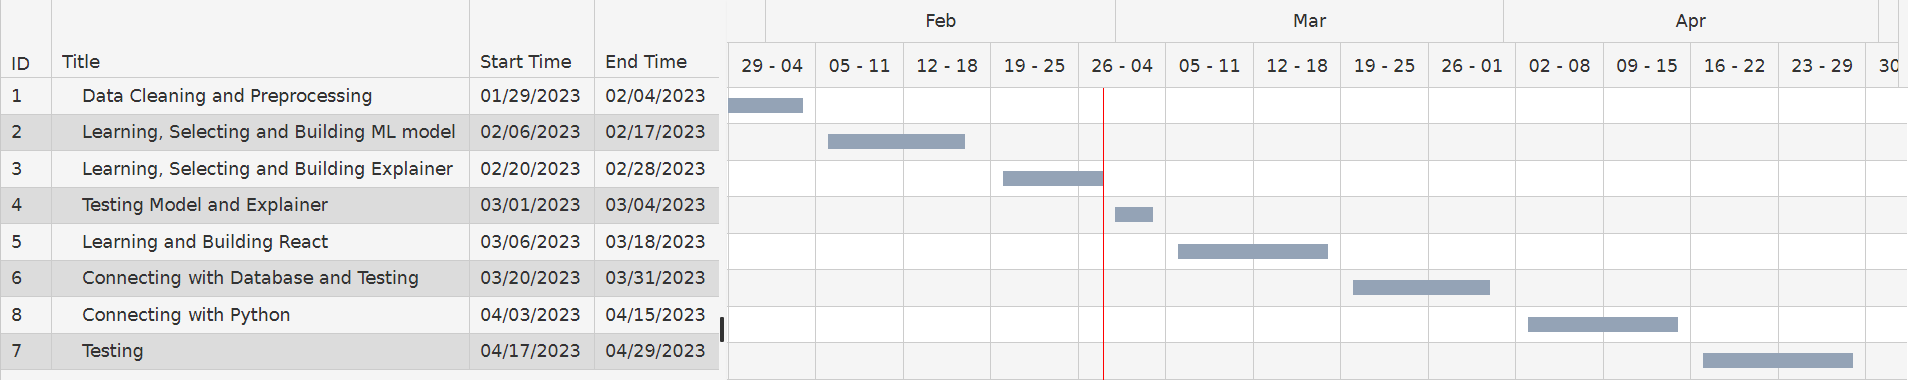 Feb Mar Apr
ID Title Start Time End Time 29 - 04 05 - 11 12 - 18 19 - 25 26 - 04 05 - 11 12 - 18 19 - 25 26 - 01 02 - 08 09 - 15 16 - 22 23 - 29 30
1 Data Cleaning and Preprocessing 01/29/2023 02/04/2023
2 Learning, Selecting and Building ML model 02/06/2023 02/17/2023
3 Learning, Selecting and Building Explainer 02/20/2023 02/28/2023
4 Testing Model and Explainer 03/01/2023 03/04/2023
5 Learning and Building React 03/06/2023 03/18/2023
6 Connecting with Database and Testing 03/20/2023 03/31/2023
8 Connecting with Python 04/03/2023 04/15/2023
7 Testing 04/17/2023 04/29/2023